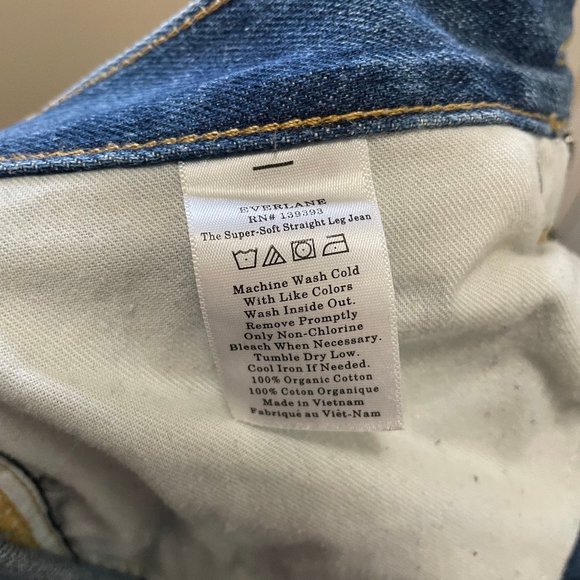 EVERLANE
RN# 139393
The Super-Soft Straight Leg Jean
Machine Wash Cold
With Like Colors
Wash Inside Out.
Remove Promptly
Only Non-Chlorine
Bleach When Necessary.
Tumble Dry Low.
Cool Iron If Needed.
100% Organic Cotton
100% Coton Organique
Made in Vietnam
Fabriqué au Viêt-Nam